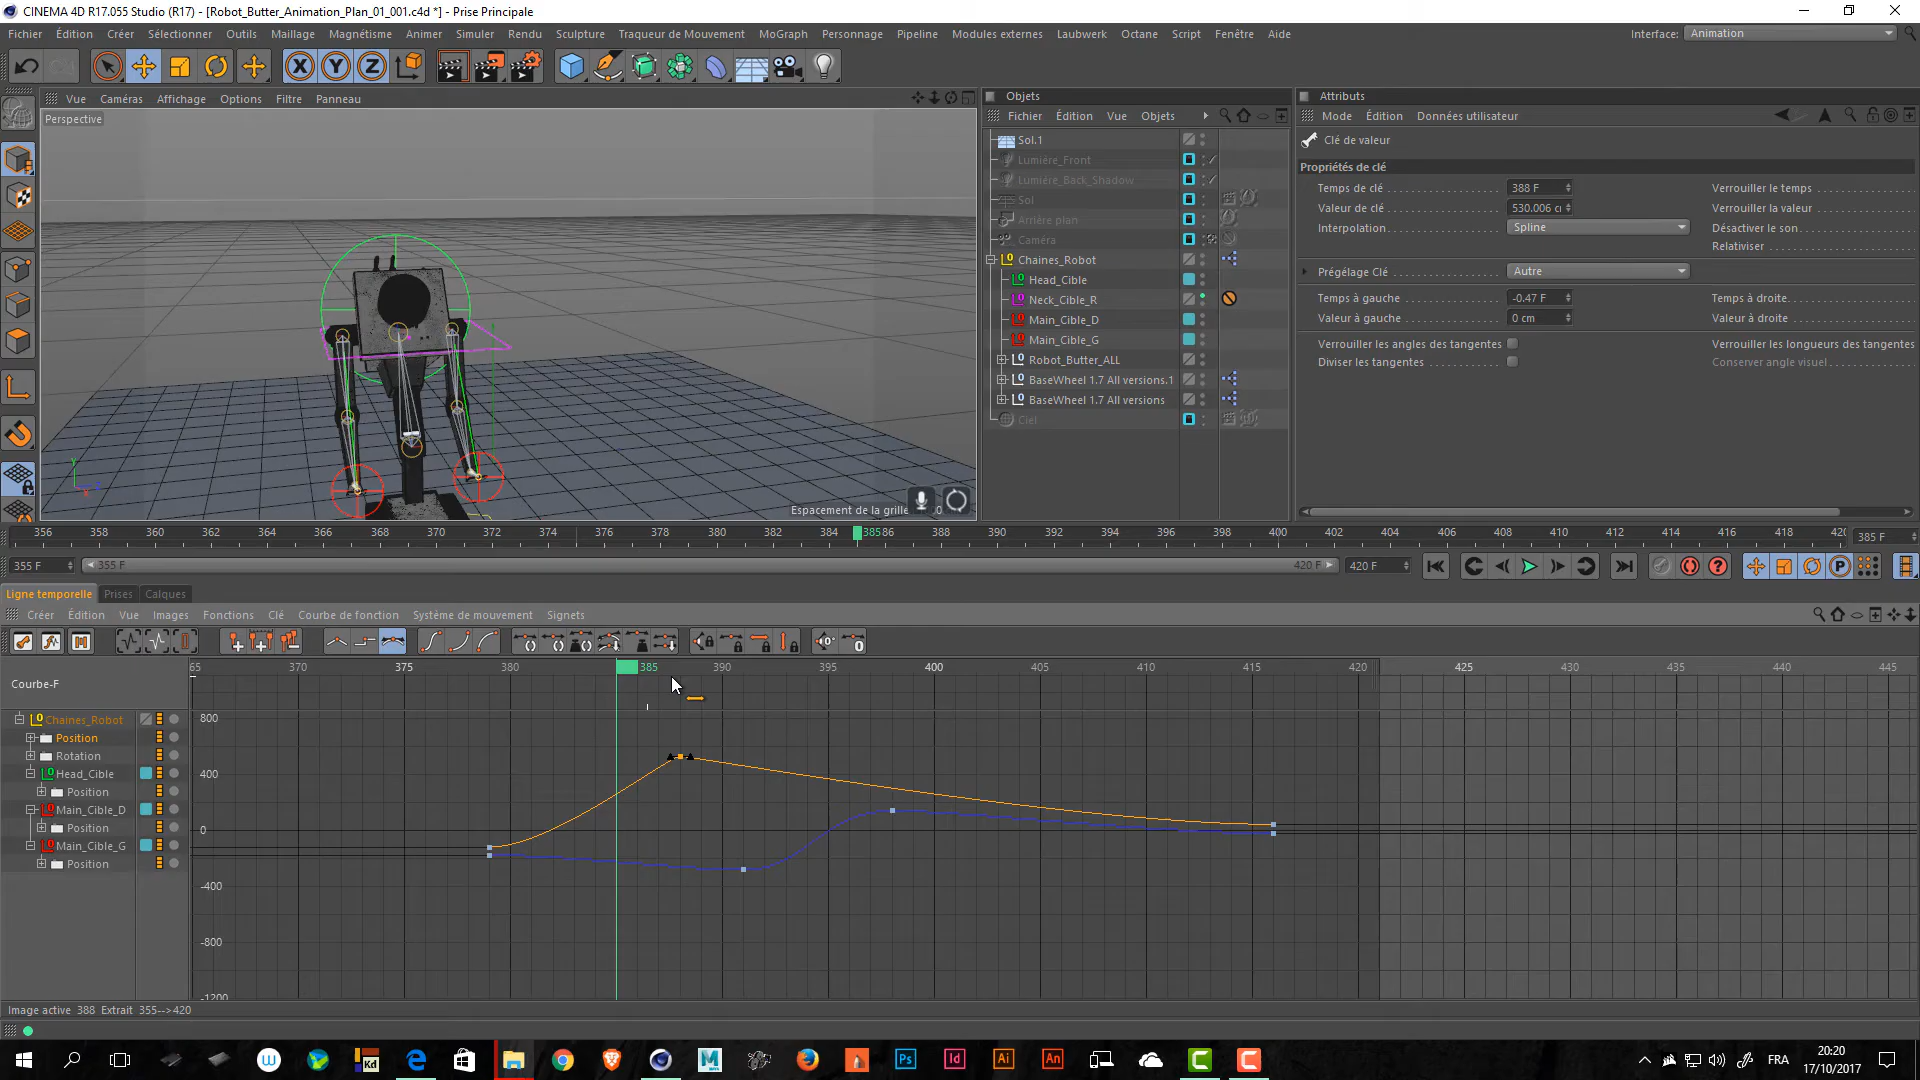 CINEMA 4D R17.055 Studio (R17) - [Robot_Butter_Animation_Plan_01_001.c4d *] - Prise Principale
Fichier Édition Créer Sélectionner Outils Maillage Magnétisme Animer Simuler Rendu Sculpture Traqueur de Mouvement MoGraph Personnage Pipeline Modules externes Laubwerk Octane Script Fenêtre Aide Interface: Animation
Vue Caméras Affichage Options Filtre Panneau
Perspective
Espacement de la grille
Objets
Fichier Édition Vue Objets
Sol.1
Lumière_Front
Lumière_Back_Shadow
Sol
Arrière plan
Caméra
Chaines_Robot
Head_Cible
Neck_Cible_R
Main_Cible_D
Main_Cible_G
Robot_Butter_ALL
BaseWheel 1.7 All versions.1
BaseWheel 1.7 All versions
Ciel
Attributs
Mode Édition Données utilisateur
Clé de valeur
Propriétés de clé
Temps de clé 388 F Verrouiller le temps
Valeur de clé 530.006 c Verrouiller la valeur
Interpolation Spline Désactiver le son
Relativiser
Prégélage Clé Autre
Temps à gauche -0.47 F Temps à droite
Valeur à gauche 0 cm Valeur à droite
Verrouiller les angles des tangentes Verrouiller les longueurs des tangentes
Diviser les tangentes Conserver angle visuel
356 358 360 362 364 366 368 370 372 374 376 378 380 382 384 38586 388 390 392 394 396 398 400 402 404 406 408 410 412 414 416 418 420 385 F
355 F 355 F 420 F 420 F
Ligne temporelle Prises Calques
Créer Édition Vue Images Fonctions Clé Courbe de fonction Système de mouvement Signets
65 370 375 380 385 390 395 400 405 410 415 420 425 430 435 440 445
Courbe-F
Chaines_Robot
Position
Rotation
Head_Cible
Position
Main_Cible_D
Position
Main_Cible_G
Position
800
400
0
-400
-800
-1200
Image active 388 Extrait 355-->420
FRA
20:20
17/10/2017